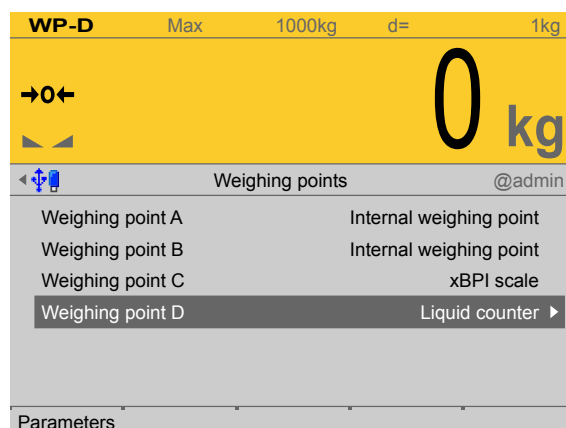 WP-D Max 1000kg d= 1kg
→0←
0 kg
Weighing points @admin
Weighing point A Internal weighing point
Weighing point B Internal weighing point
Weighing point C xBPI scale
Weighing point D Liquid counter
Parameters